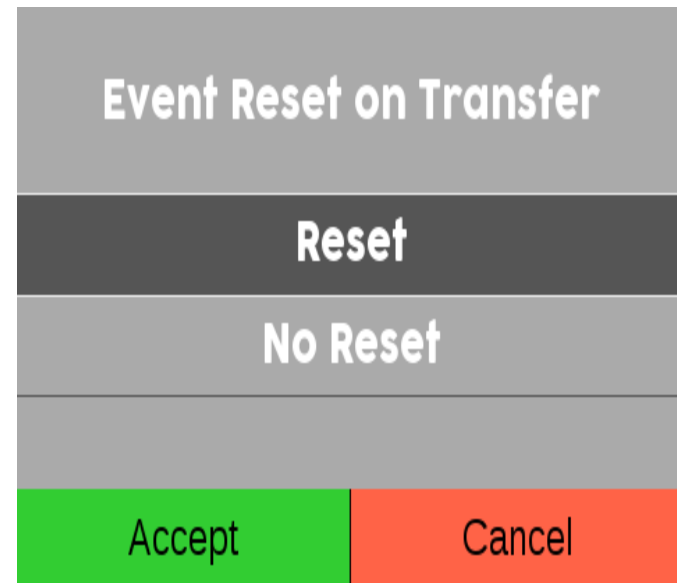 Event Reset on Transfer
Reset
No Reset
Accept
Cancel